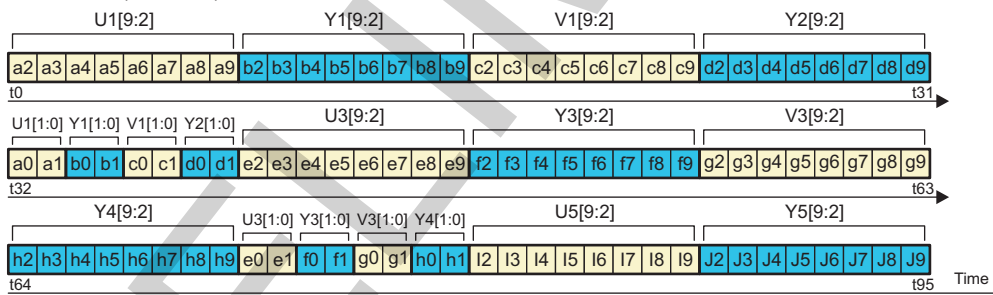 U1[9:2] Y1[9:2] V1[9:2] Y2[9:2]
a2 a3 a4 a5 a6 a7 a8 a9 b2 b3 b4 b5 b6 b7 b8 b9 c2 c3 c4 c5 c6 c7 c8 c9 d2 d3 d4 d5 d6 d7 d8 d9
t0 t31
U1[1:0] Y1[1:0] V1[1:0] Y2[1:0] U3[9:2] Y3[9:2] V3[9:2]
a0 a1 b0 b1 c0 c1 d0 d1 e2 e3 e4 e5 e6 e7 e8 e9 f2 f3 f4 f5 f6 f7 f8 f9 g2 g3 g4 g5 g6 g7 g8 g9
t32 t63
Y4[9:2] U3[1:0] Y3[1:0] V3[1:0] Y4[1:0] U5[9:2] Y5[9:2]
h2 h3 h4 h5 h6 h7 h8 h9 e0 e1 f0 f1 g0 g1 h0 h1 I2 I3 I4 I5 I6 I7 I8 I9 J2 J3 J4 J5 J6 J7 J8 J9
t64 t95 Time